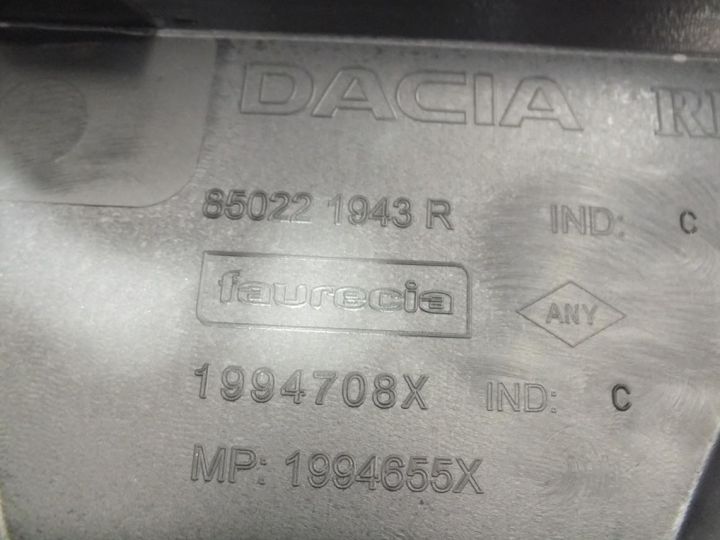 DACIA
85022 1943 R IND: C
faurecia
ANY
1994708X IND: C
MP: 1994655X